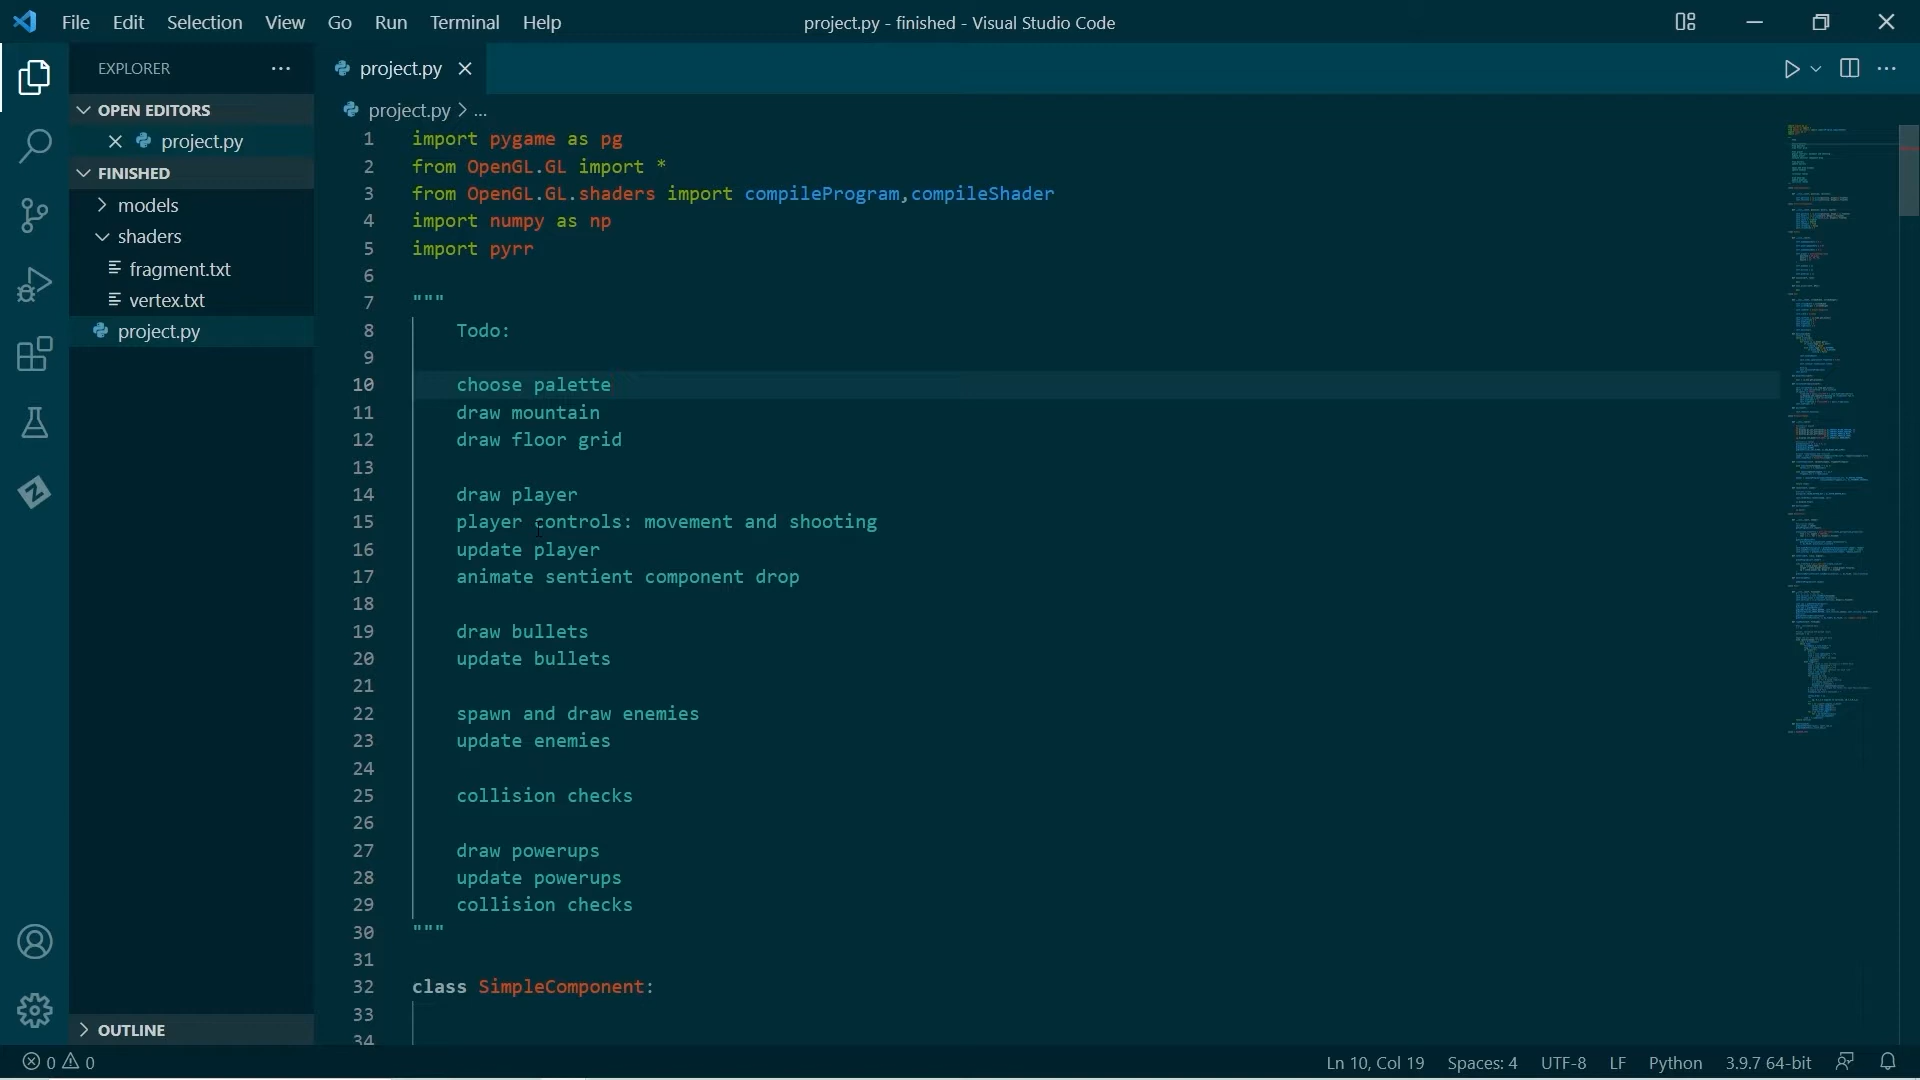 File Edit Selection View Go Run Terminal Help
project.py - finished - Visual Studio Code
EXPLORER
project.py
OPEN EDITORS
project.py
FINISHED
models
shaders
fragment.txt
vertex.txt
project.py
OUTLINE
project.py > ...
1 import pygame as pg
2 from OpenGL.GL import *
3 from OpenGL.GL.shaders import compileProgram,compileShader
4 import numpy as np
5 import pyrr
6
7 """
8 Todo:
9
10 choose palette
11 draw mountain
12 draw floor grid
13
14 draw player
15 player controls: movement and shooting
16 update player
17 animate sentient component drop
18
19 draw bullets
20 update bullets
21
22 spawn and draw enemies
23 update enemies
24
25 collision checks
26
27 draw powerups
28 update powerups
29 collision checks
30 """
31
32 class SimpleComponent:
33
34
0 0
Ln 10, Col 19 Spaces: 4 UTF-8 LF Python 3.9.7 64-bit